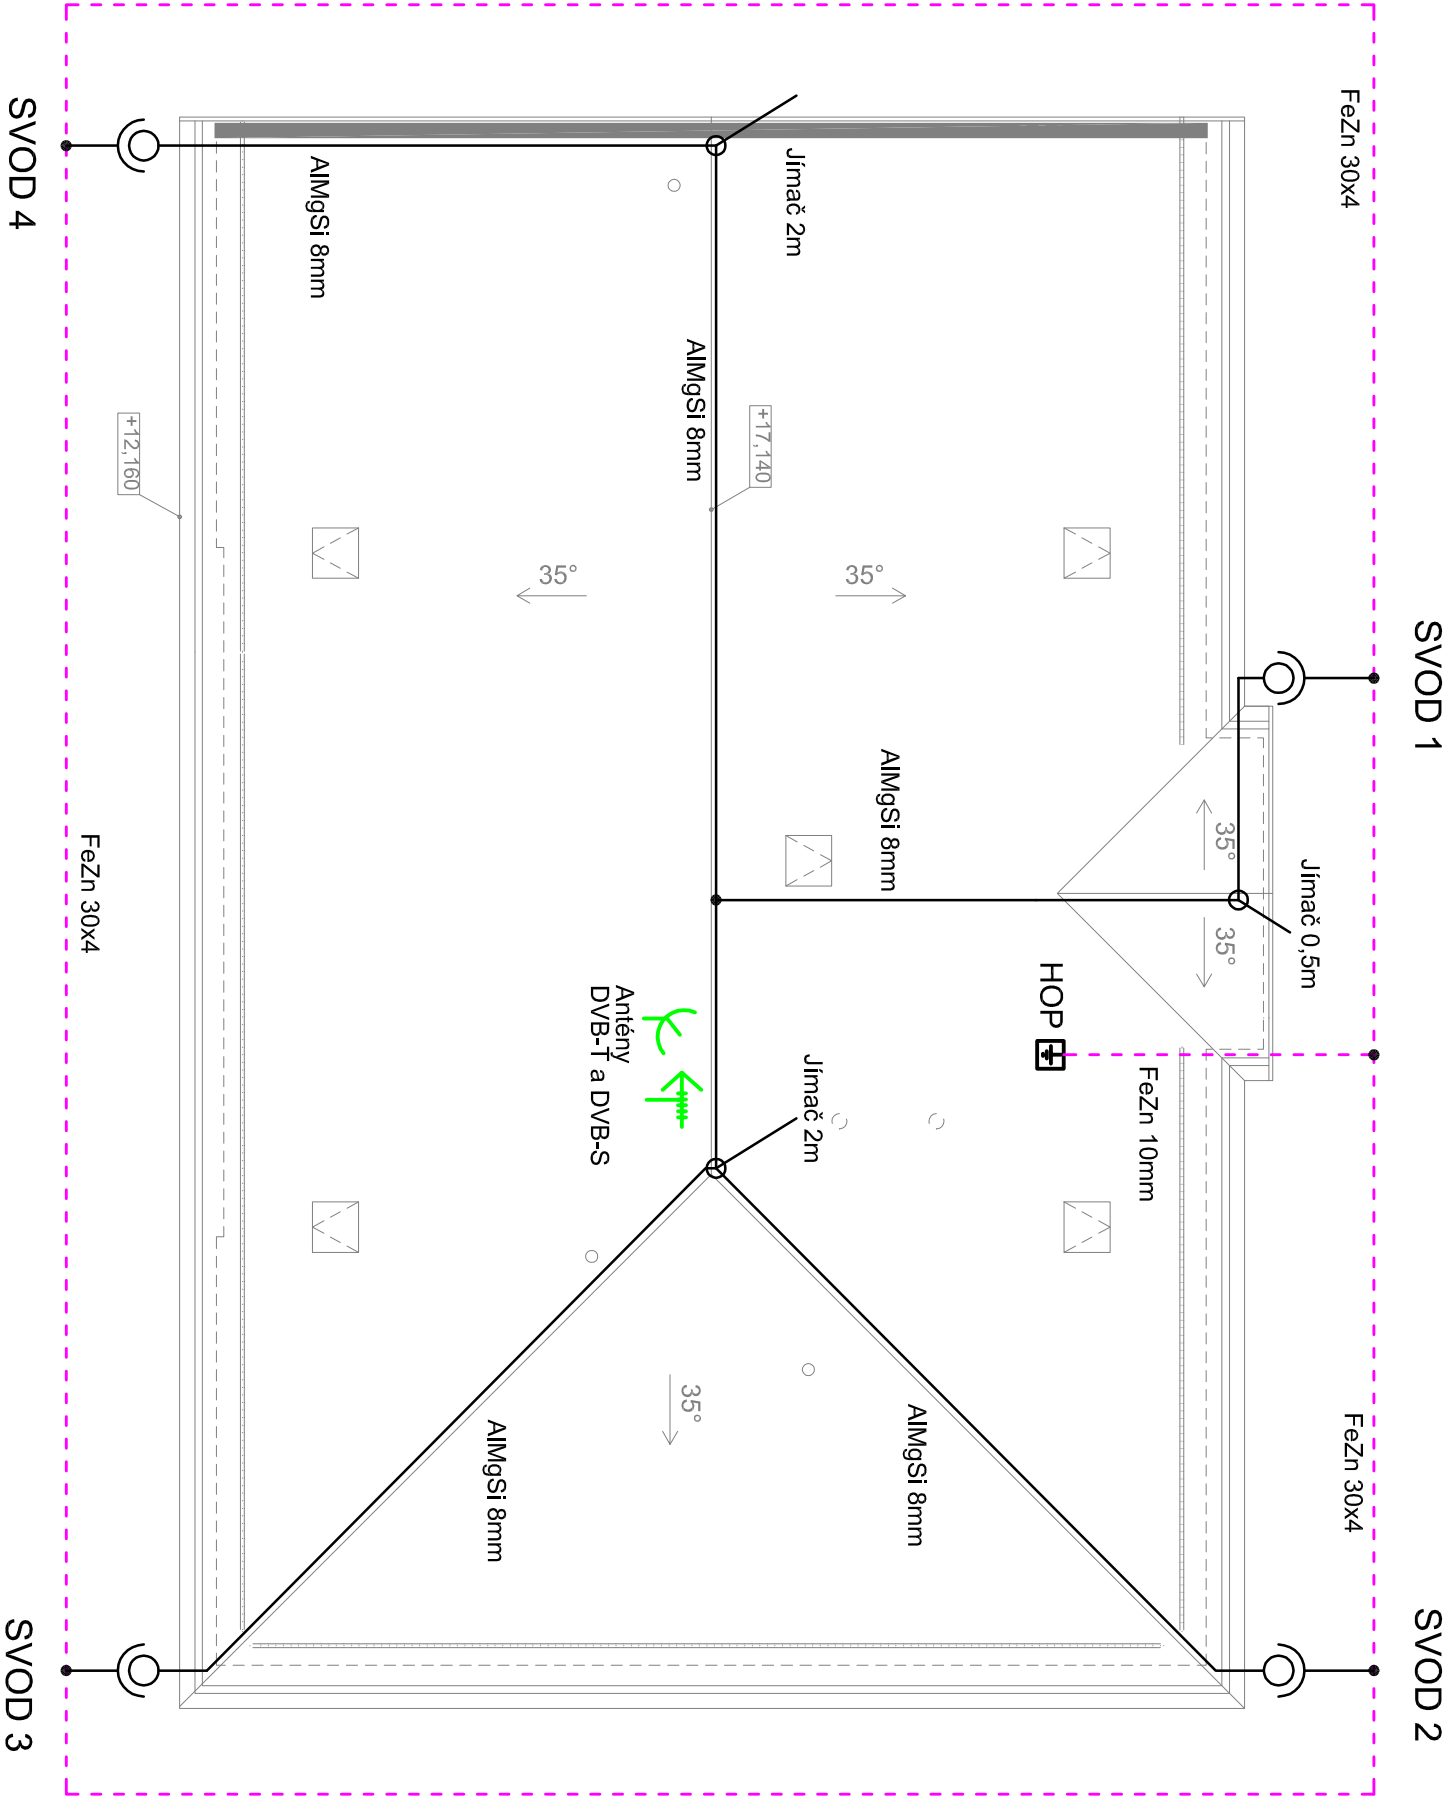 SVOD 1
SVOD 2
FeZn 30x4
FeZn 30x4
Jímač 0,5m
35°
35°
FeZn 10mm
HOP
AlMgSi 8mm
AlMgSi 8mm
35°
35°
Jímač 2m
Jímač 2m
+17,140
AlMgSi 8mm
35°
Antény
DVB-T a DVB-S
AlMgSi 8mm
AlMgSi 8mm
+12,160
FeZn 30x4
SVOD 4
SVOD 3